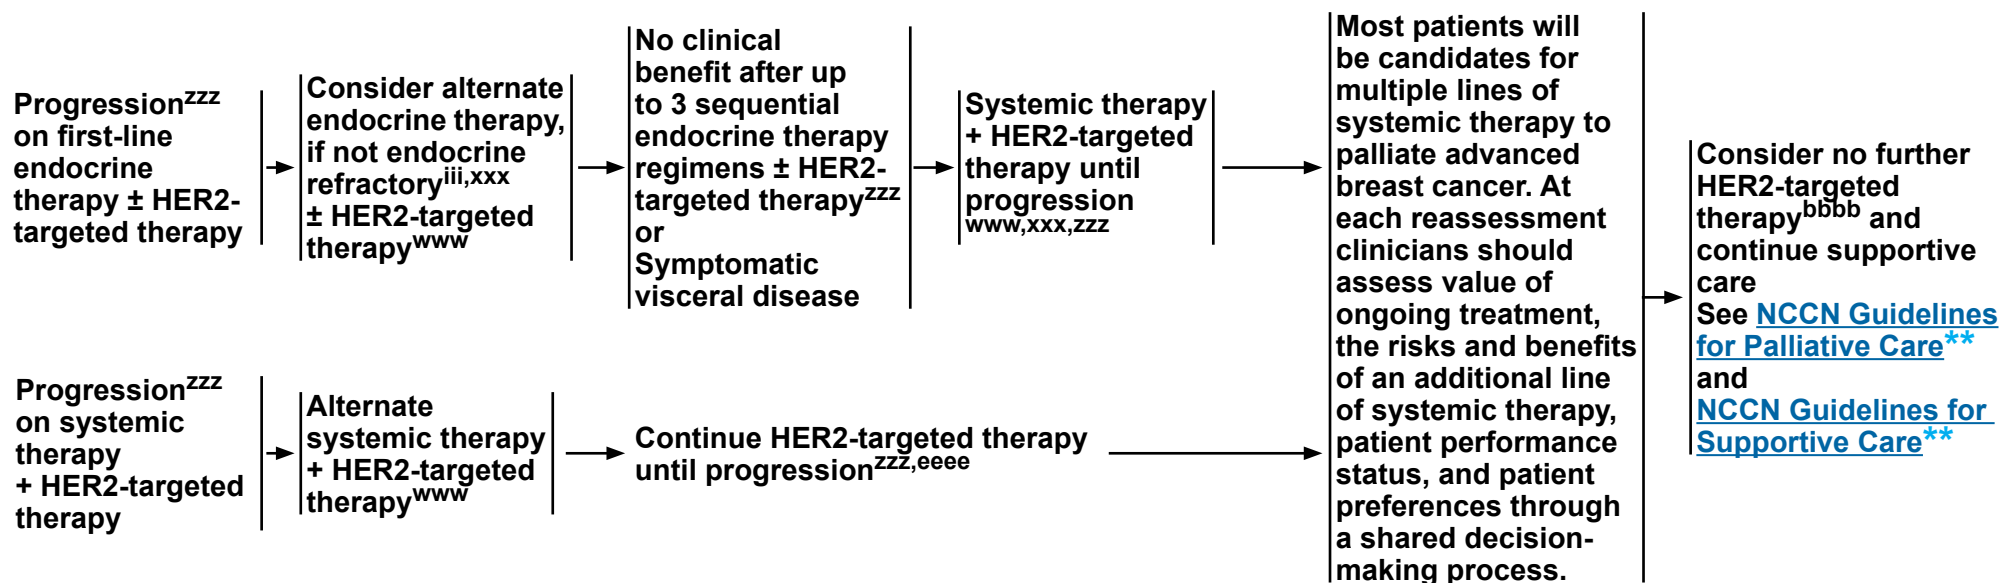 Progressionzzz
on first-line
endocrine
therapy ± HER2-
targeted therapy
Consider alternate
endocrine therapy,
if not endocrine
refractoryiii,xxx
± HER2-targeted
therapywww
No clinical
benefit after up
to 3 sequential
endocrine therapy
regimens ± HER2-
targeted therapyzzz
or
Symptomatic
visceral disease
Systemic therapy
+ HER2-targeted
therapy until
progression
www,xxx,zzz
Progressionzzz
on systemic
therapy
+ HER2-targeted
therapy
Alternate
systemic therapy
+ HER2-targeted
therapywww
Continue HER2-targeted therapy
until progressionzzz,eeee
Most patients will
be candidates for
multiple lines of
systemic therapy to
palliate advanced
breast cancer. At
each reassessment
clinicians should
assess value of
ongoing treatment,
the risks and benefits
of an additional line
of systemic therapy,
patient performance
status, and patient
preferences through
a shared decision-
making process.
Consider no further
HER2-targeted
therapybbbb and
continue supportive
care
See NCCN Guidelines
for Palliative Care**
and
NCCN Guidelines for
Supportive Care**